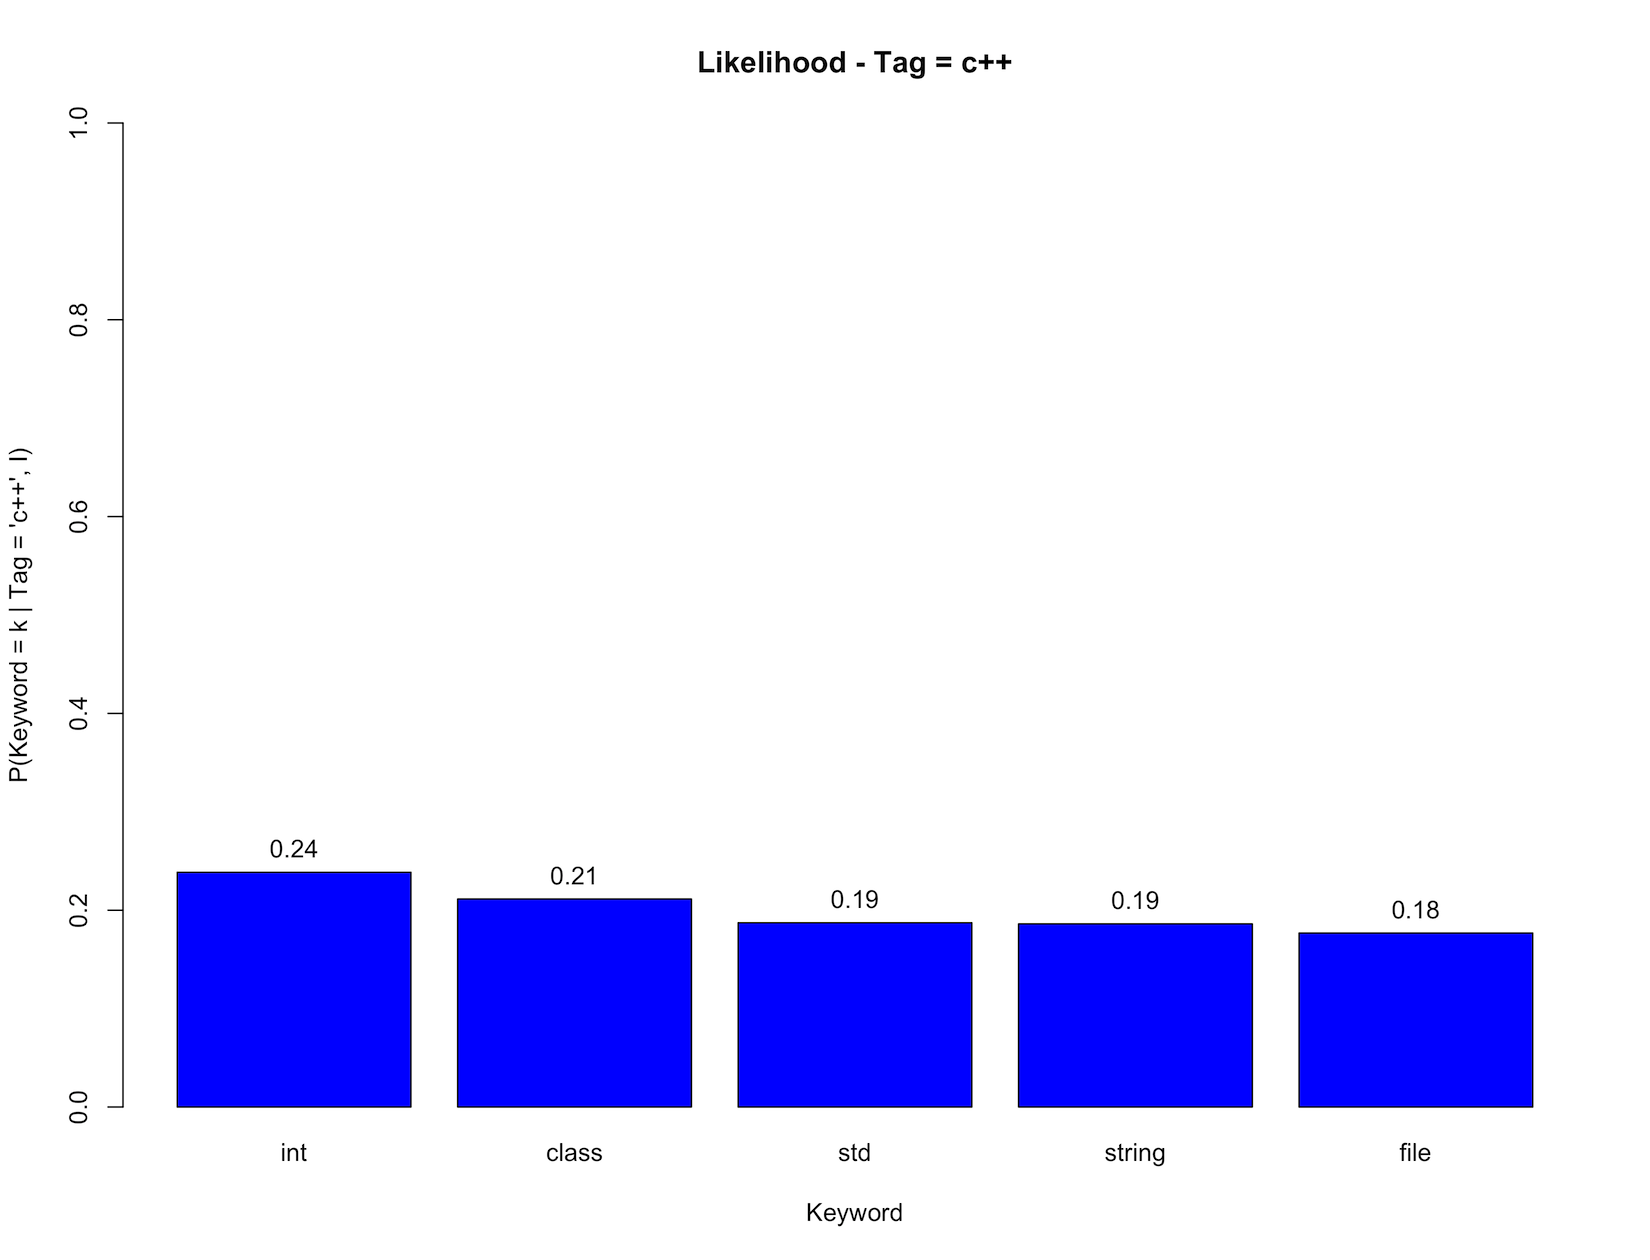 Likelihood - Tag = c++
P(Keyword = k | Tag = 'c++', I)
1.0
0.8
0.6
0.4
0.2
0.0
0.24
0.21
0.19
0.19
0.18
int
class
std
string
file
Keyword